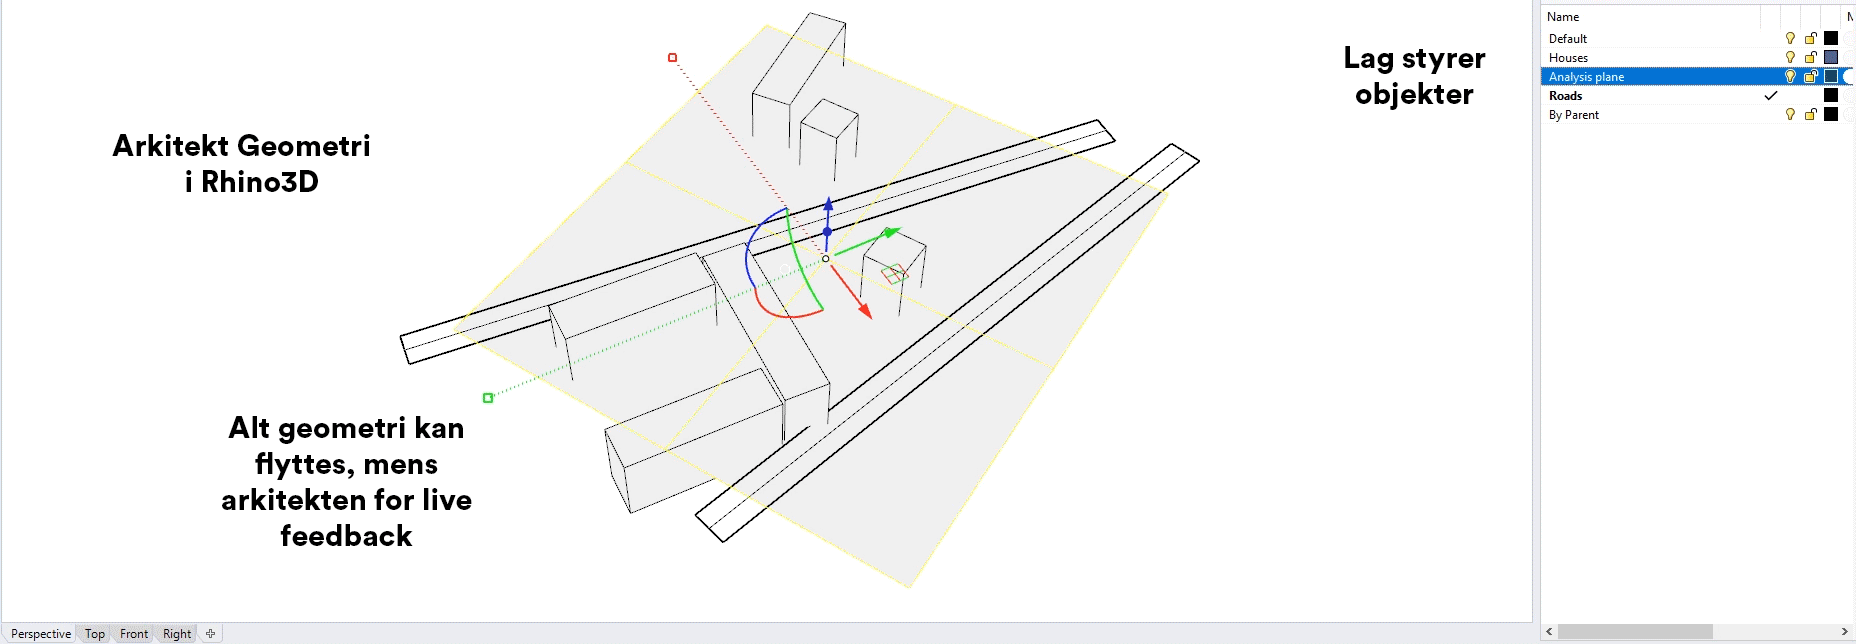 Arkitekt Geometri
i Rhino3D
Alt geometri kan
flyttes, mens
arkitekten for live
feedback
Lag styrer
objekter
Name
Default
Houses
Analysis plane
Roads
By Parent
Perspective Top Front Right